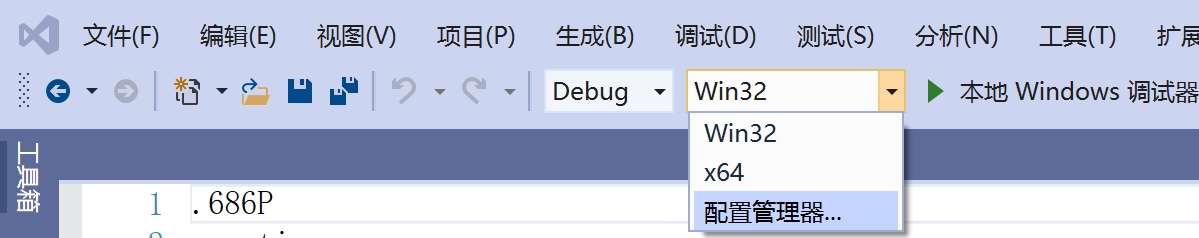 文件(F) 编辑(E) 视图(V) 项目(P) 生成(B) 调试(D) 测试(S) 分析(N) 工具(T)
Debug Win32 本地 Windows 调试器
Win32
x64
配置管理器...
工具箱
1 .686P